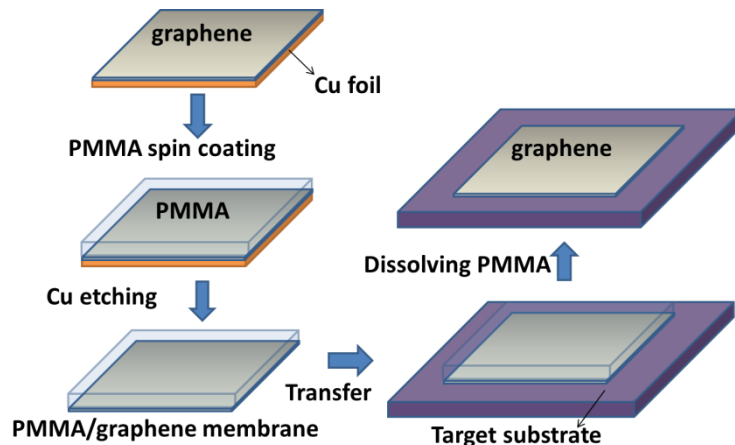 graphene
Cu foil
PMMA spin coating
PMMA
Cu etching
PMMA/graphene membrane
Transfer
Target substrate
Dissolving PMMA
graphene